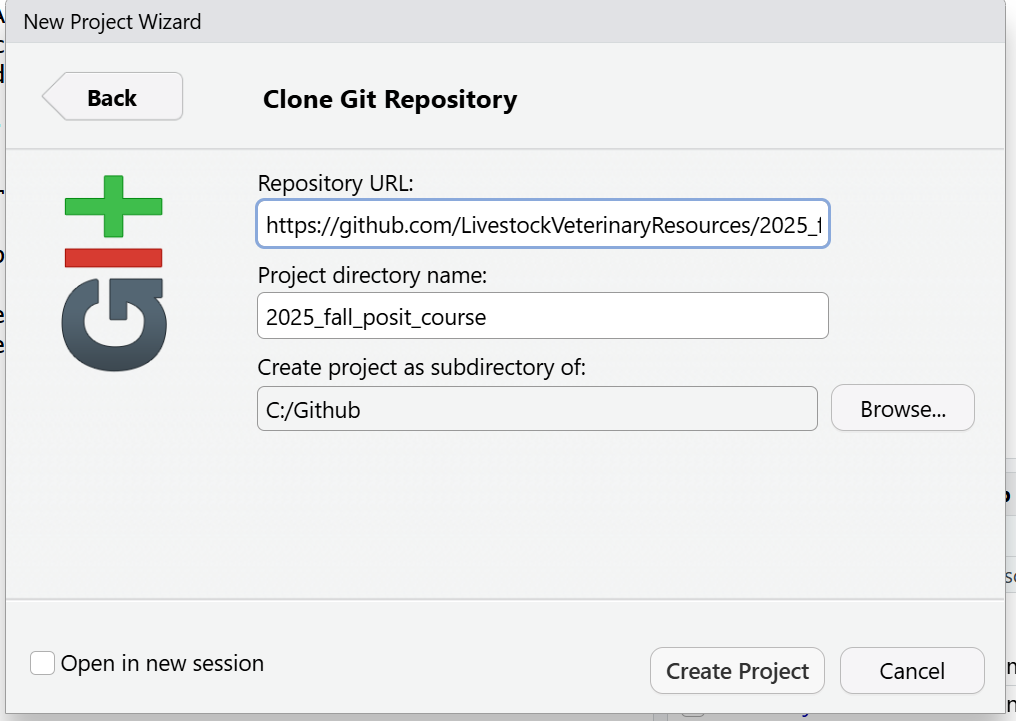 New Project Wizard
Back
Clone Git Repository
Git
Repository URL:
https://github.com/LivestockVeterinaryResources/2025_f
Project directory name:
2025_fall_posit_course
Create project as subdirectory of:
C:/Github
Browse...
Open in new session
Create Project
Cancel